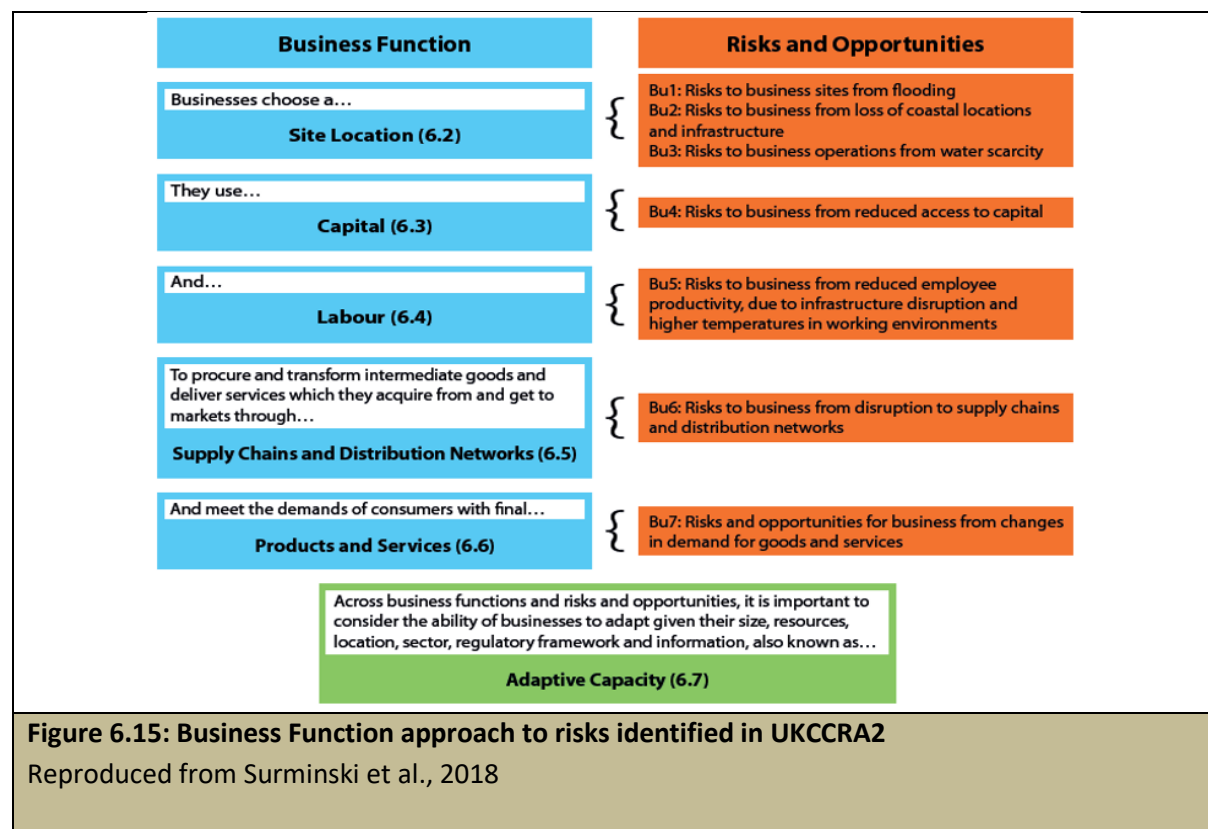 Business Function
Risks and Opportunities
Businesses choose a…
Site Location (6.2)
Bu1: Risks to business sites from flooding
Bu2: Risks to business from loss of coastal locations
and infrastructure
Bu3: Risks to business operations from water scarcity
They use…
Capital (6.3)
Bu4: Risks to business from reduced access to capital
And…
Labour (6.4)
Bu5: Risks to business from reduced employee
productivity, due to infrastructure disruption and
higher temperatures in working environments
To procure and transform intermediate goods and
deliver services which they acquire from and get to
markets through…
Supply Chains and Distribution Networks (6.5)
Bu6: Risks to business from disruption to supply chains
and distribution networks
And meet the demands of consumers with final…
Products and Services (6.6)
Bu7: Risks and opportunities for business from changes
in demand for goods and services
Across business functions and risks and opportunities, it is important to
consider the ability of businesses to adapt given their size, resources,
location, sector, regulatory framework and information, also known as…
Adaptive Capacity (6.7)
Figure 6.15: Business Function approach to risks identified in UKCCRA2
Reproduced from Surminski et al., 2018